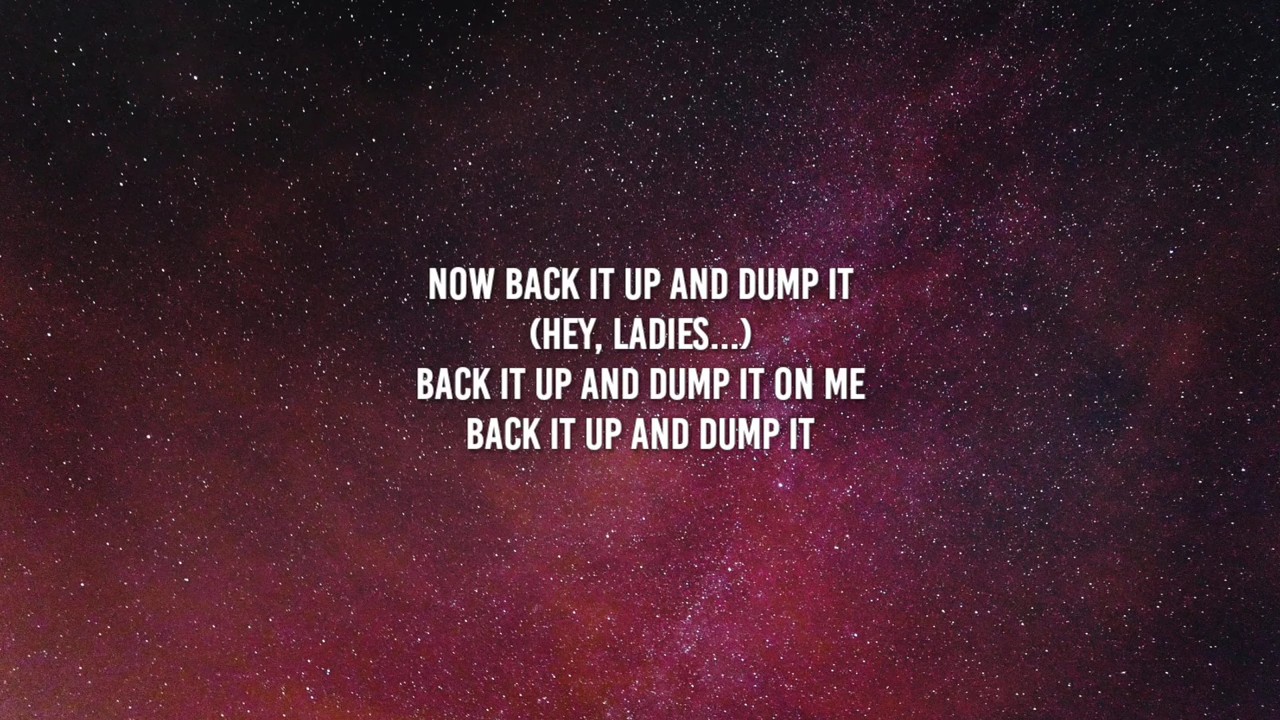 NOW BACK IT UP AND DUMP IT
(HEY, LADIES...)
BACK IT UP AND DUMP IT ON ME
BACK IT UP AND DUMP IT